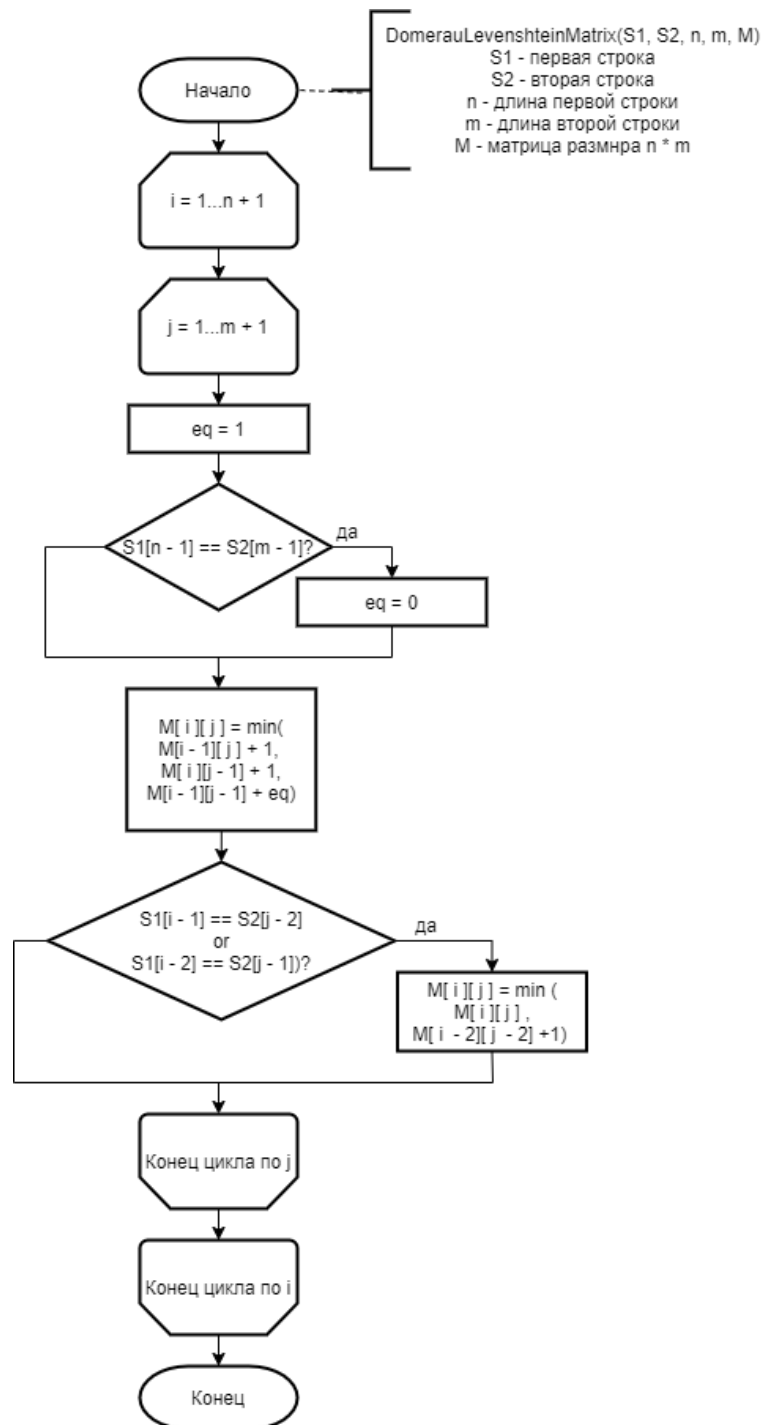 DomerauLevenshteinMatrix(S1, S2, n, m, M)
S1 - первая строка
S2 - вторая строка
n - длина первой строки
m - длина второй строки
M - матрица размнра n * m
Начало
i = 1...n + 1
j = 1...m + 1
eq = 1
S1[n - 1] == S2[m - 1]?
да
eq = 0
M[ i ][ j ] = min(
M[i - 1][ j ] + 1,
M[ i ][j - 1] + 1,
M[i - 1][j - 1] + eq)
S1[i - 1] == S2[j - 2]
or
S1[i - 2] == S2[j - 1])?
да
M[ i ][ j ] = min (
M[ i ][ j ] ,
M[ i - 2][ j - 2] +1)
Конец цикла по j
Конец цикла по i
Конец